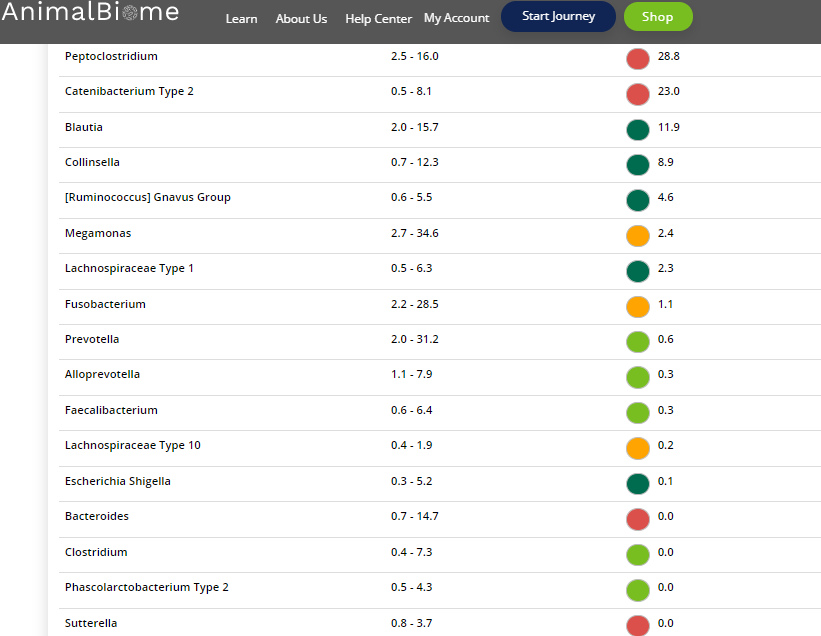 AnimalBiome
Learn About Us Help Center My Account Start Journey Shop
Peptoclostridium 2.5 - 16.0 28.8
Catenibacterium Type 2 0.5 - 8.1 23.0
Blautia 2.0 - 15.7 11.9
Collinsella 0.7 - 12.3 8.9
[Ruminococcus] Gnavus Group 0.6 - 5.5 4.6
Megamonas 2.7 - 34.6 2.4
Lachnospiraceae Type 1 0.5 - 6.3 2.3
Fusobacterium 2.2 - 28.5 1.1
Prevotella 2.0 - 31.2 0.6
Alloprevotella 1.1 - 7.9 0.3
Faecalibacterium 0.6 - 6.4 0.3
Lachnospiraceae Type 10 0.4 - 1.9 0.2
Escherichia Shigella 0.3 - 5.2 0.1
Bacteroides 0.7 - 14.7 0.0
Clostridium 0.4 - 7.3 0.0
Phascolarctobacterium Type 2 0.5 - 4.3 0.0
Sutterella 0.8 - 3.7 0.0